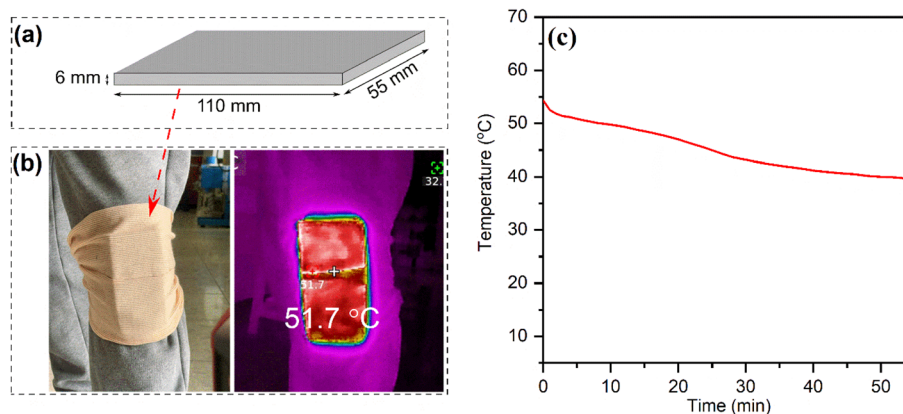 (a)
6 mm
110 mm
55 mm
(b)
C
32.
51.7
51.7 °C
(c)
Temperature (°C)
70
60
50
40
30
20
10
0 10 20 30 40 50
Time (min)